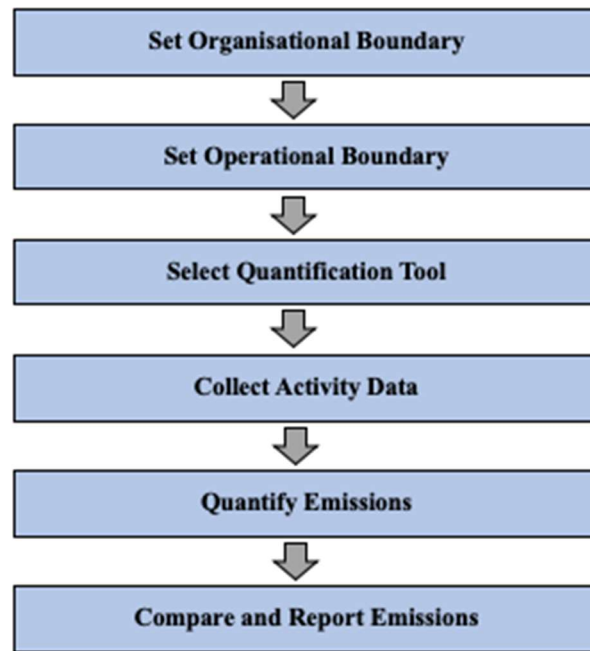 Set Organisational Boundary
Set Operational Boundary
Select Quantification Tool
Collect Activity Data
Quantify Emissions
Compare and Report Emissions